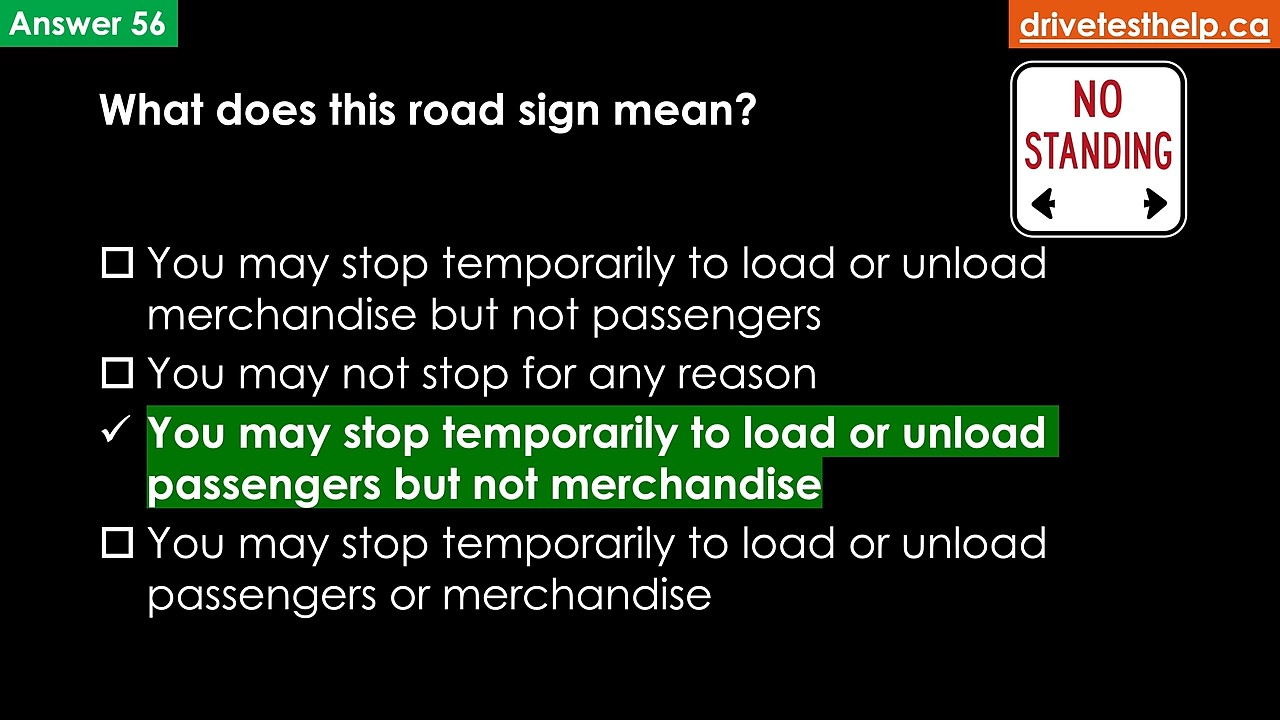 Answer 56
drivetesthelp.ca
What does this road sign mean?
NO
STANDING
You may stop temporarily to load or unload
merchandise but not passengers
You may not stop for any reason
You may stop temporarily to load or unload
passengers but not merchandise
You may stop temporarily to load or unload
passengers or merchandise